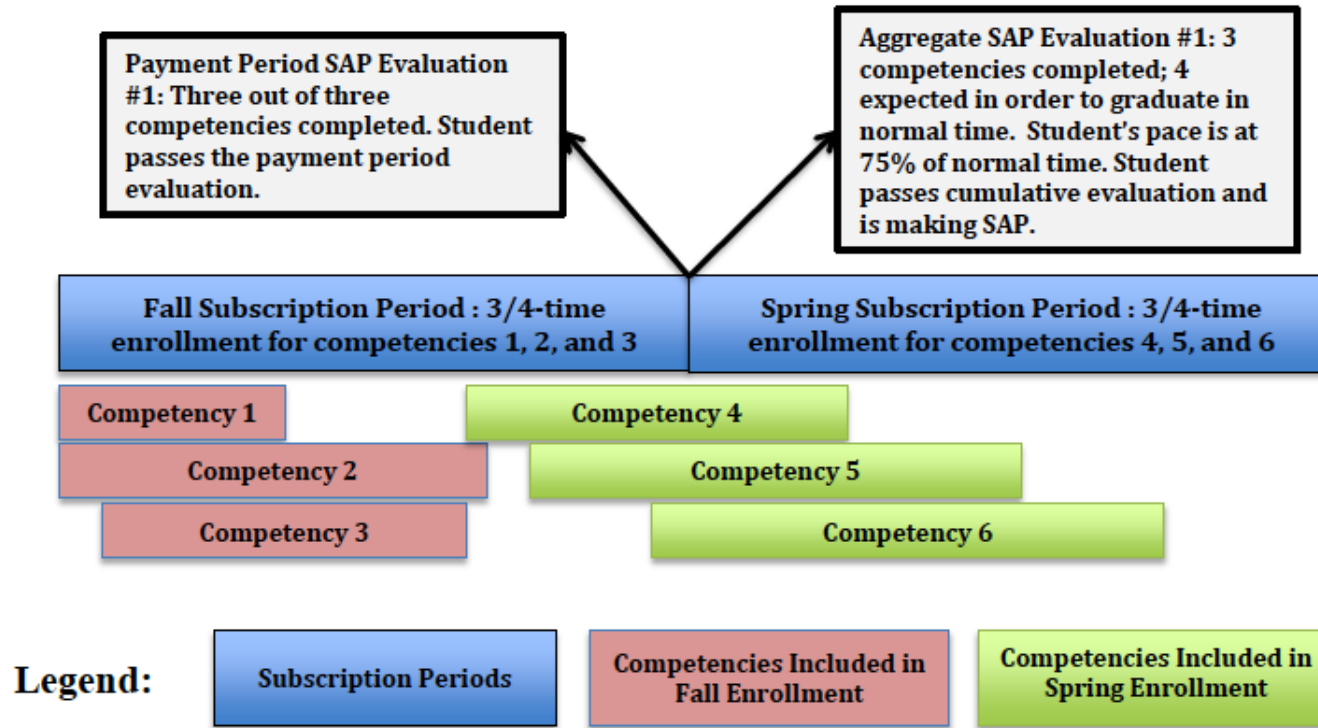 Payment Period SAP Evaluation
#1: Three out of three
competencies completed. Student
passes the payment period
evaluation.
Aggregate SAP Evaluation #1: 3
competencies completed; 4
expected in order to graduate in
normal time.  Student's pace is at
75% of normal time. Student
passes cumulative evaluation and
is making SAP.
Fall Subscription Period : 3/4-time
enrollment for competencies 1, 2, and 3
Spring Subscription Period : 3/4-time
enrollment for competencies 4, 5, and 6
Competency 1
Competency 4
Competency 2
Competency 5
Competency 3
Competency 6
Legend:
Subscription Periods
Competencies Included in
Fall Enrollment
Competencies Included in
Spring Enrollment